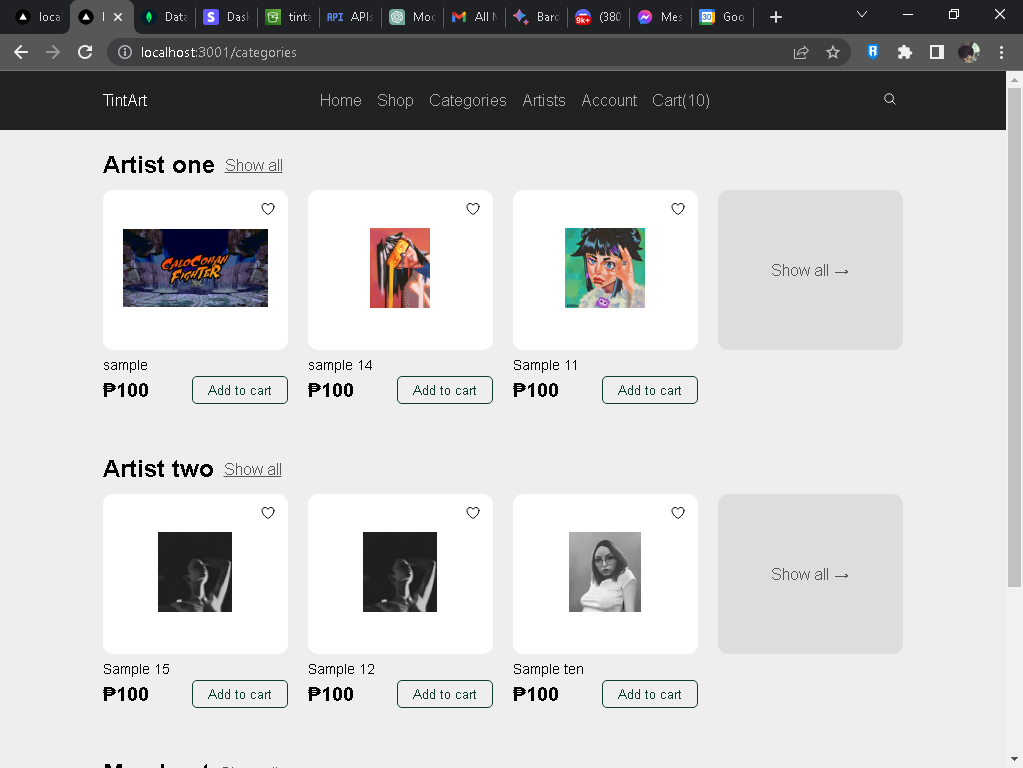 loca
I
Data
Das
tinta
API APIs
Moc
All N
Barc
9k+ (380
Mes
30 Goo
localhost:3001/categories
TintArt Home Shop Categories Artists Account Cart(10)
Artist one Show all
CALOCOHAN
FIGHTER
Show all →
sample sample 14 Sample 11
₱100 Add to cart ₱100 Add to cart ₱100 Add to cart
Artist two Show all
Show all →
Sample 15 Sample 12 Sample ten
₱100 Add to cart ₱100 Add to cart ₱100 Add to cart